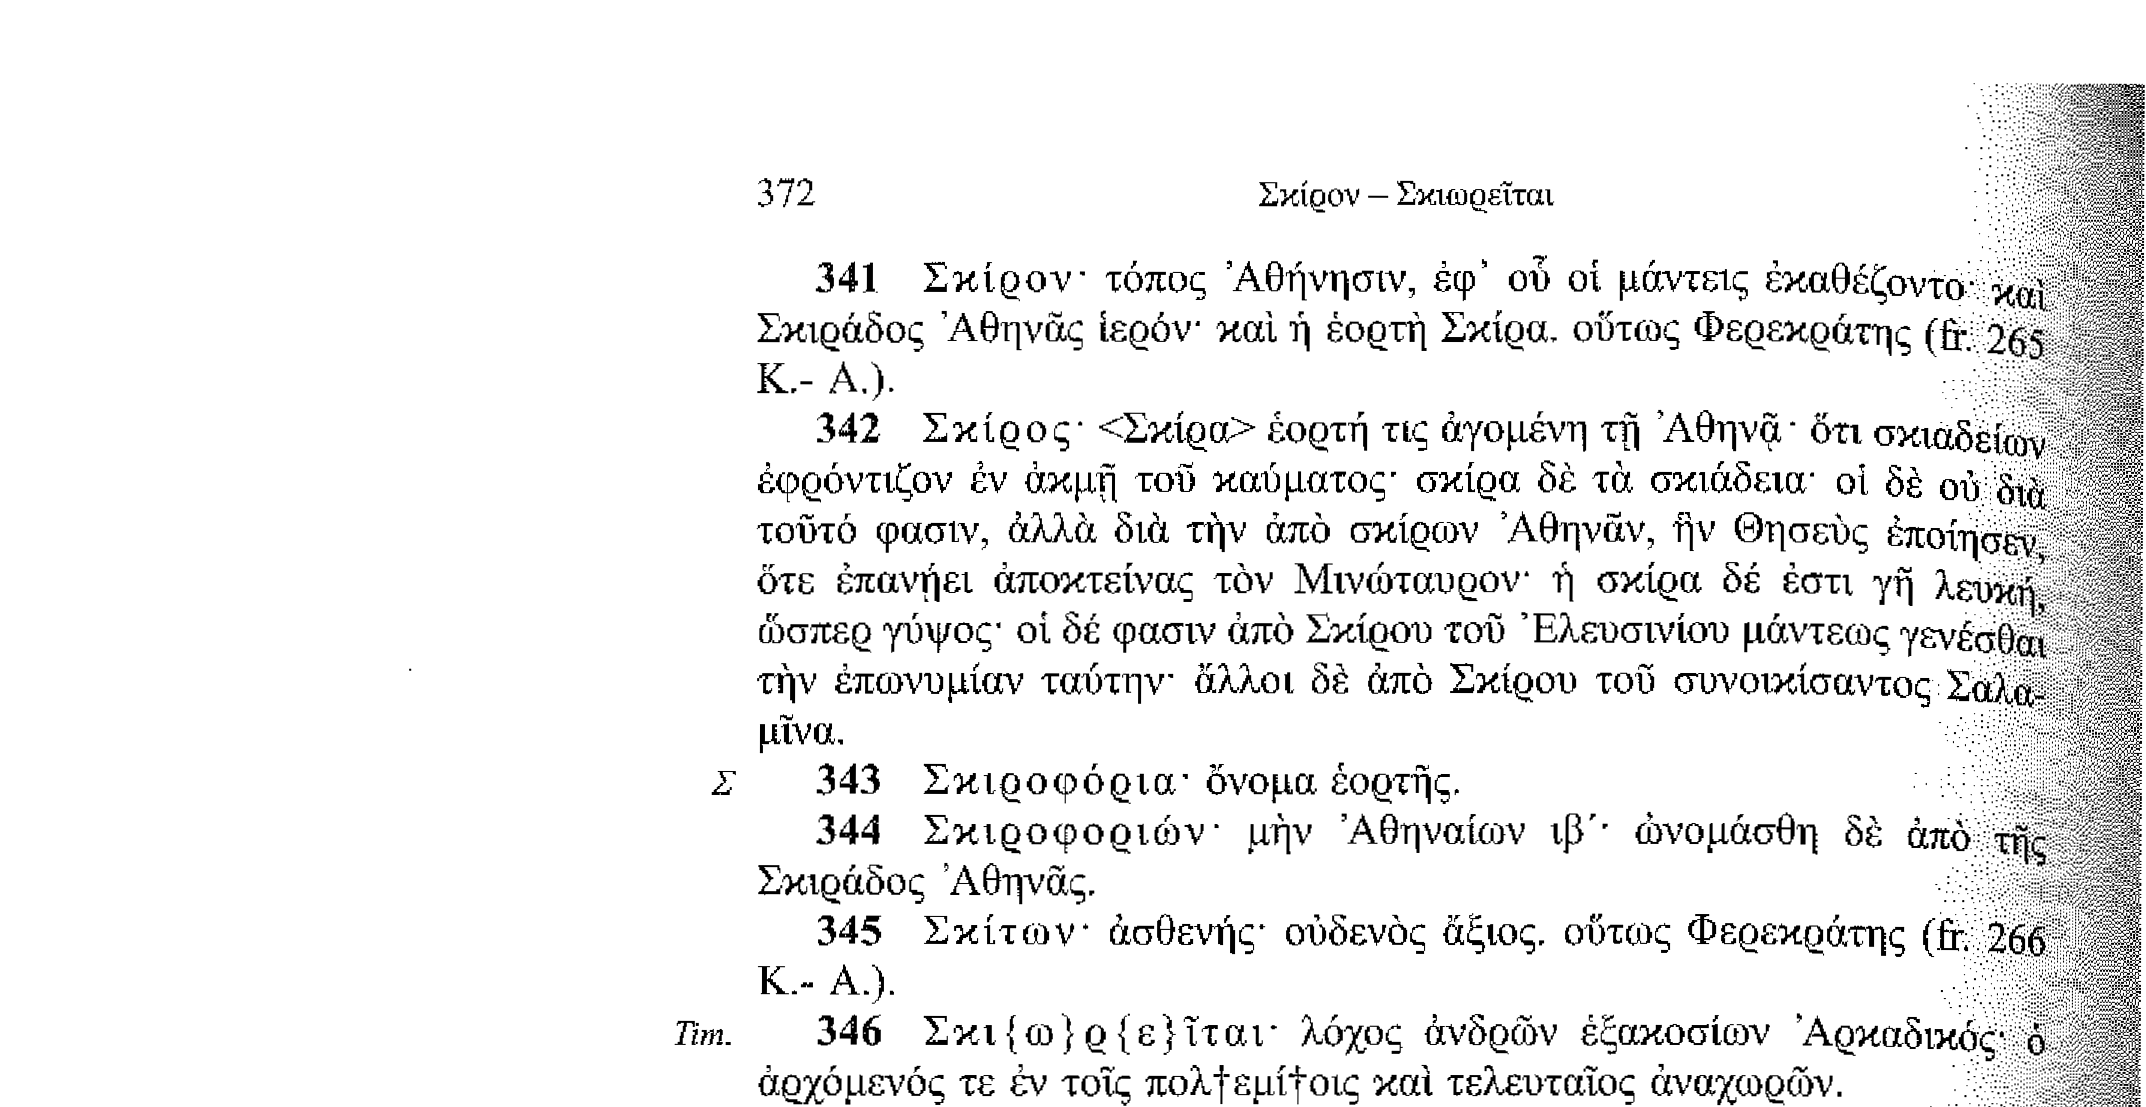 372 Σκίρον – Σκιωρεῖται
341 Σκίρον· τόπος Ἀθήνησιν, ἐφ’ οὗ οἱ μάντεις ἐκαθέζοντο· καὶ
Σκιράδος Ἀθηνᾶς ἱερόν· καὶ ἡ ἑορτὴ Σκίρα. οὕτως Φερεκράτης (fr. 265
K.- A.).
342 Σκίρος· <Σκίρα> ἑορτή τις ἀγομένη τῇ Ἀθηνᾷ· ὅτι σκιαδείων
ἐφρόντιζον ἐν ἀκμῇ τοῦ καύματος· σκίρα δὲ τὰ σκιάδεια· οἱ δὲ οὐ διὰ
τοῦτό φασιν, ἀλλὰ διὰ τὴν ἀπὸ σκίρων Ἀθηνᾶν, ἣν Θησεὺς ἐποίησεν,
ὅτε ἐπανῄει ἀποκτείνας τὸν Μινώταυρον· ἡ σκίρα δέ ἐστι γῆ λευκή,
ὥσπερ γύψος· οἱ δέ φασιν ἀπὸ Σκίρου τοῦ Ἐλευσινίου μάντεως γενέσθαι
τὴν ἐπωνυμίαν ταύτην· ἄλλοι δὲ ἀπὸ Σκίρου τοῦ συνοικίσαντος Σαλα-
μῖνα.
Σ 343 Σκιροφόρια· ὄνομα ἑορτῆς.
344 Σκιροφοριών· μὴν Ἀθηναίων ιβ´· ὠνομάσθη δὲ ἀπὸ τῆς
Σκιράδος Ἀθηνᾶς.
345 Σκίτων· ἀσθενής· οὐδενὸς ἄξιος. οὕτως Φερεκράτης (fr. 266
K.- A.).
Tim. 346 Σκι{ω}ρ{ε}ῖται· λόχος ἀνδρῶν ἑξακοσίων Ἀρκαδικός· ὁ
ἀρχόμενός τε ἐν τοῖς πολ†εμί†οις καὶ τελευταῖος ἀναχωρῶν.